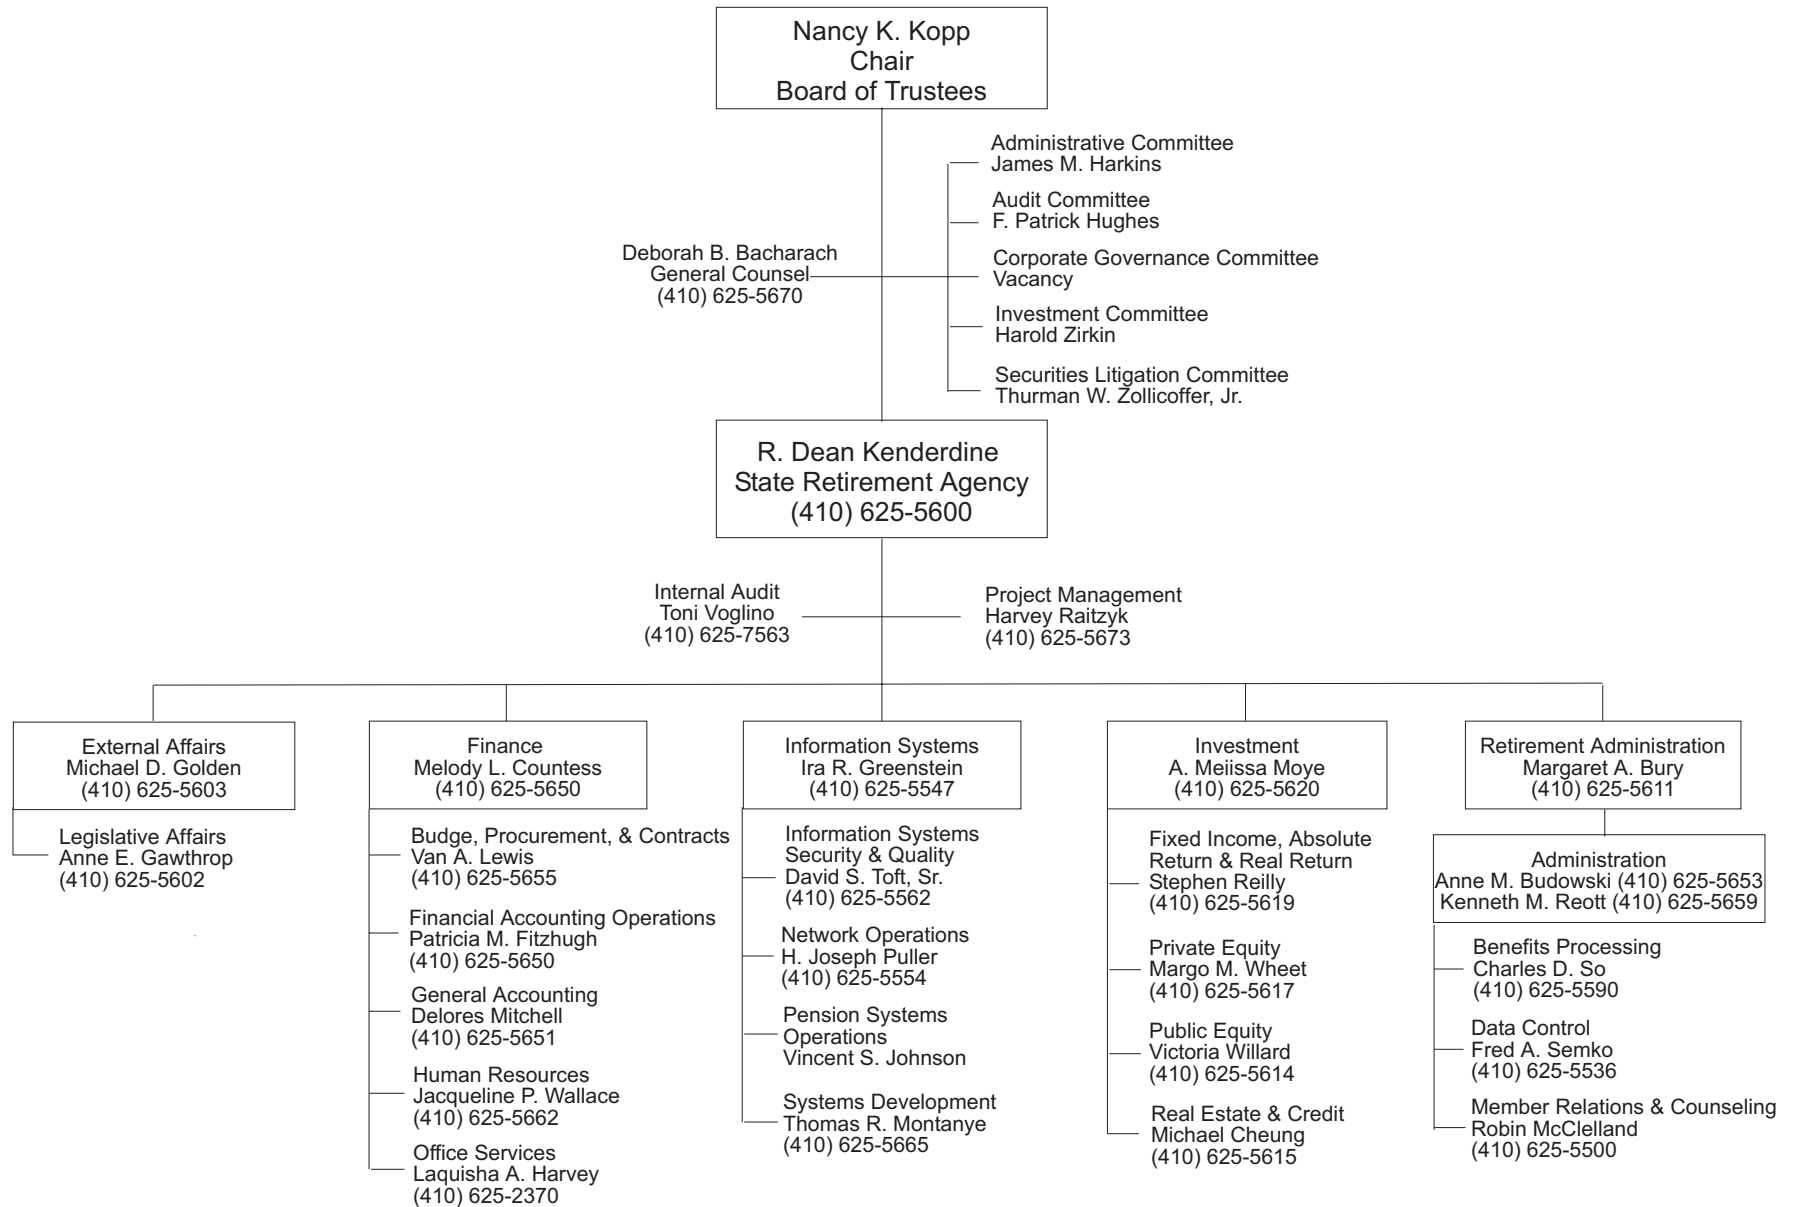 Nancy K. Kopp
Chair
Board of Trustees
Administrative Committee
James M. Harkins
Audit Committee
F. Patrick Hughes
Deborah B. Bacharach
General Counsel
(410) 625-5670
Corporate Governance Committee
Vacancy
Investment Committee
Harold Zirkin
Securities Litigation Committee
Thurman W. Zollicoffer, Jr.
R. Dean Kenderdine
State Retirement Agency
(410) 625-5600
Internal Audit
Toni Voglino
(410) 625-7563
Project Management
Harvey Raitzyk
(410) 625-5673
External Affairs
Michael D. Golden
(410) 625-5603
Legislative Affairs
Anne E. Gawthrop
(410) 625-5602
Finance
Melody L. Countess
(410) 625-5650
Budge, Procurement, & Contracts
Van A. Lewis
(410) 625-5655
Financial Accounting Operations
Patricia M. Fitzhugh
(410) 625-5650
General Accounting
Delores Mitchell
(410) 625-5651
Human Resources
Jacqueline P. Wallace
(410) 625-5662
Office Services
Laquisha A. Harvey
(410) 625-2370
Information Systems
Ira R. Greenstein
(410) 625-5547
Information Systems
Security & Quality
David S. Toft, Sr.
(410) 625-5562
Network Operations
H. Joseph Puller
(410) 625-5554
Pension Systems
Operations
Vincent S. Johnson
Systems Development
Thomas R. Montanye
(410) 625-5665
Investment
A. Meiissa Moye
(410) 625-5620
Fixed Income, Absolute
Return & Real Return
Stephen Reilly
(410) 625-5619
Private Equity
Margo M. Wheet
(410) 625-5617
Public Equity
Victoria Willard
(410) 625-5614
Real Estate & Credit
Michael Cheung
(410) 625-5615
Retirement Administration
Margaret A. Bury
(410) 625-5611
Administration
Anne M. Budowski (410) 625-5653
Kenneth M. Reott (410) 625-5659
Benefits Processing
Charles D. So
(410) 625-5590
Data Control
Fred A. Semko
(410) 625-5536
Member Relations & Counseling
Robin McClelland
(410) 625-5500